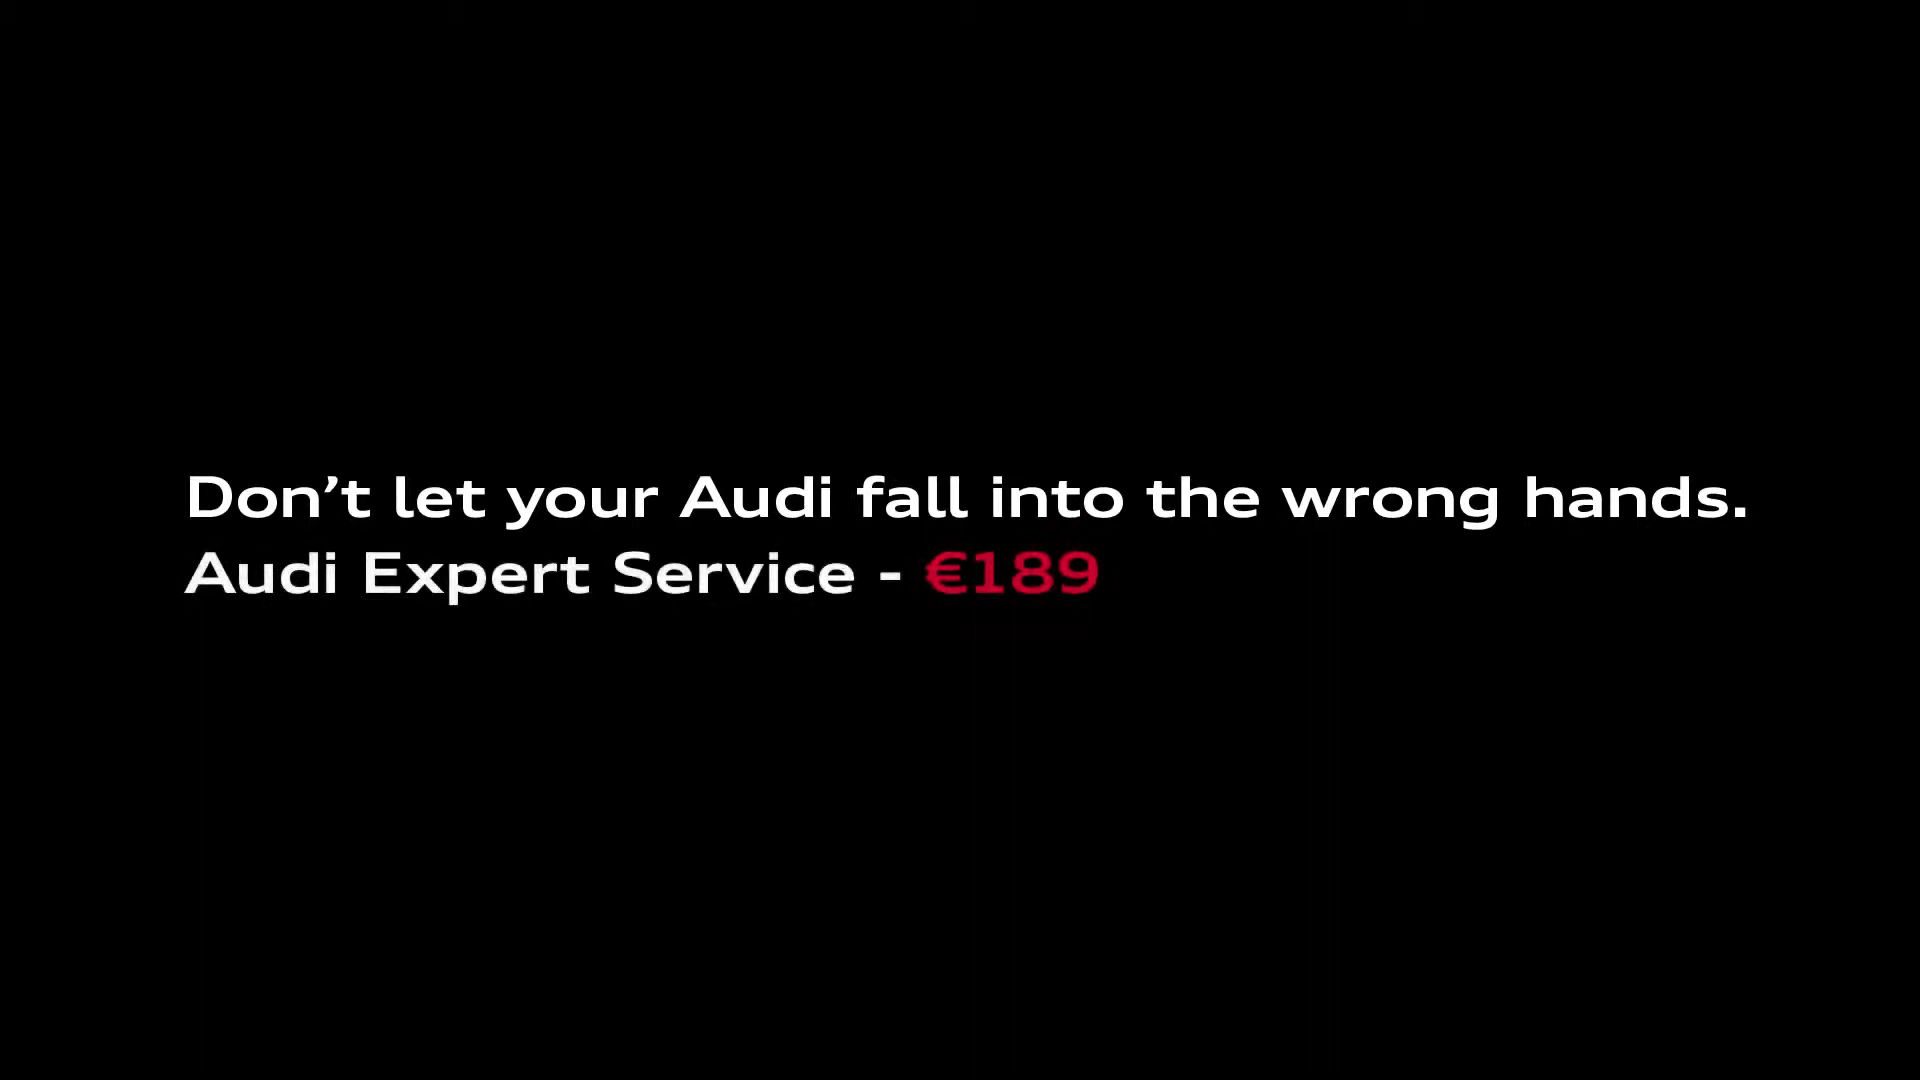 Don’t let your Audi fall into the wrong hands.
Audi Expert Service - €189